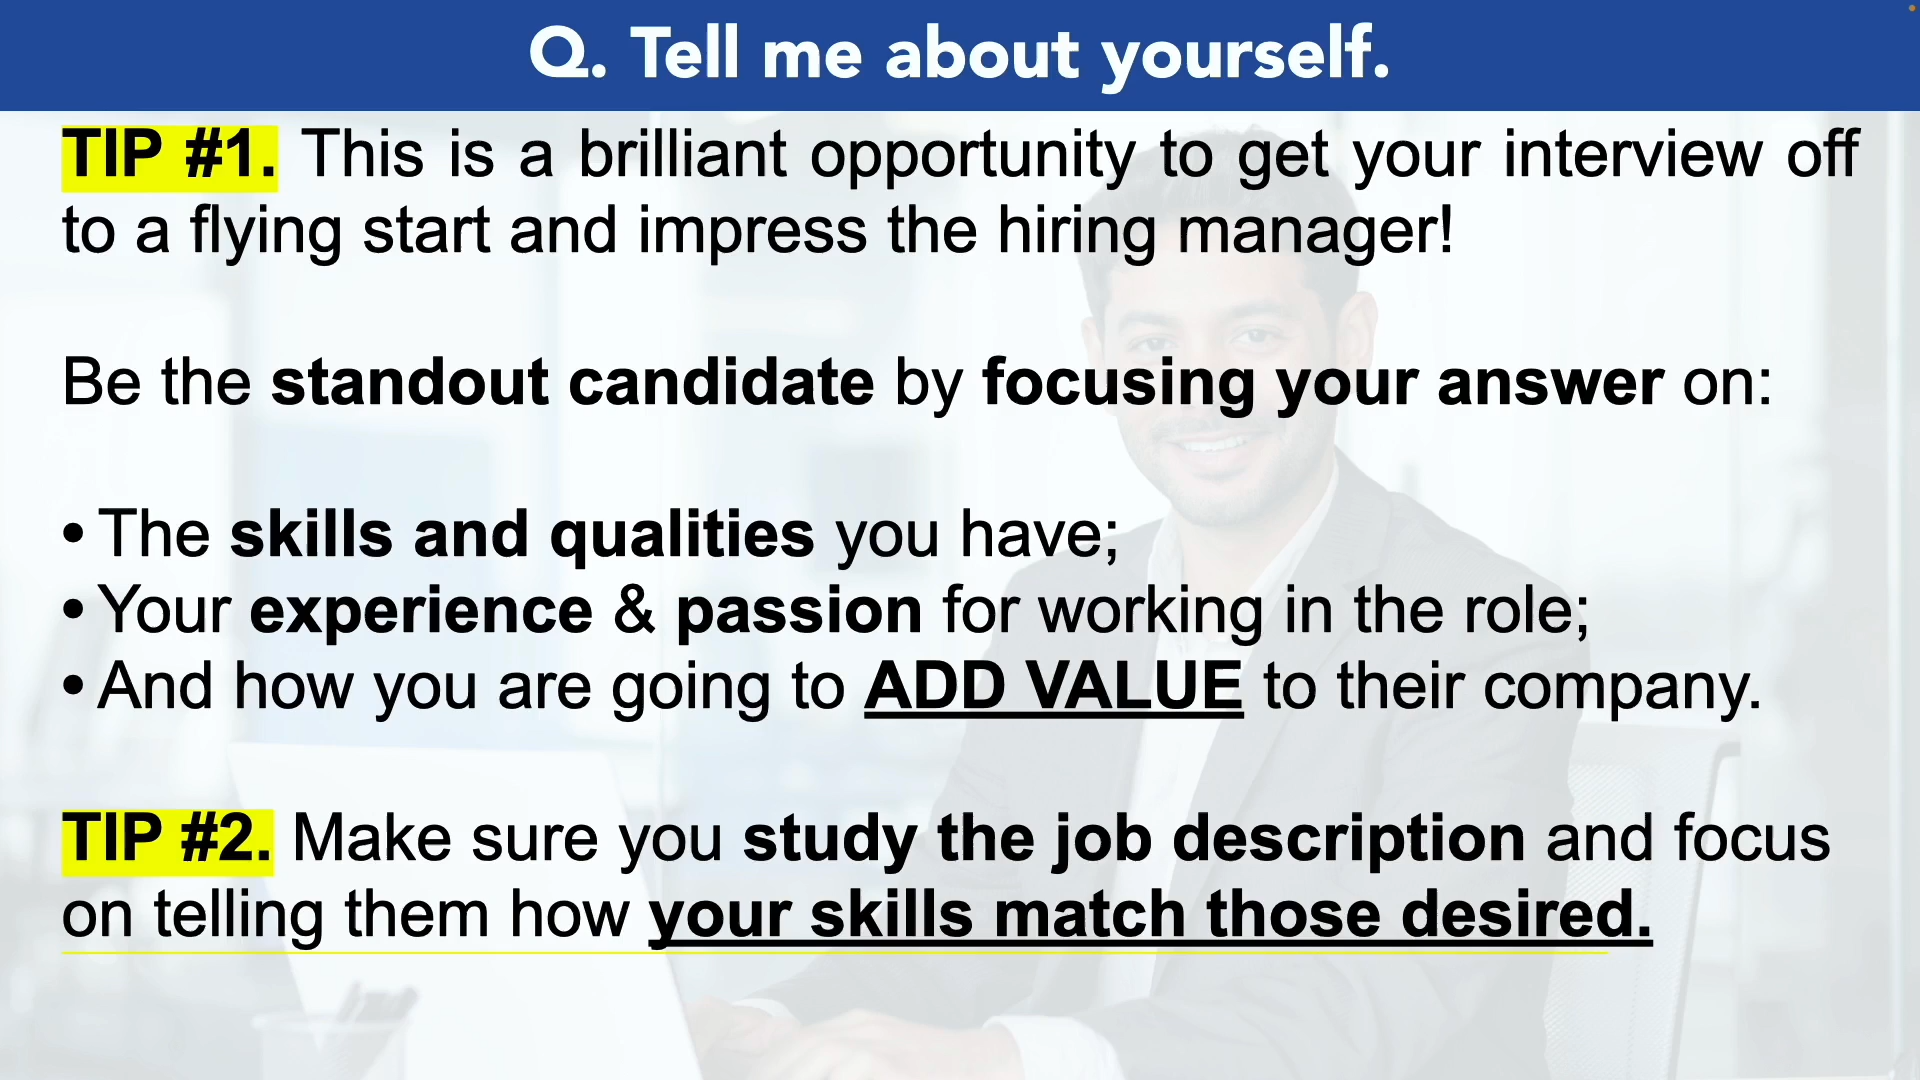 Q. Tell me about yourself.
TIP #1. This is a brilliant opportunity to get your interview off
to a flying start and impress the hiring manager!
Be the standout candidate by focusing your answer on:
• The skills and qualities you have;
• Your experience & passion for working in the role;
• And how you are going to ADD VALUE to their company.
TIP #2. Make sure you study the job description and focus
on telling them how your skills match those desired.